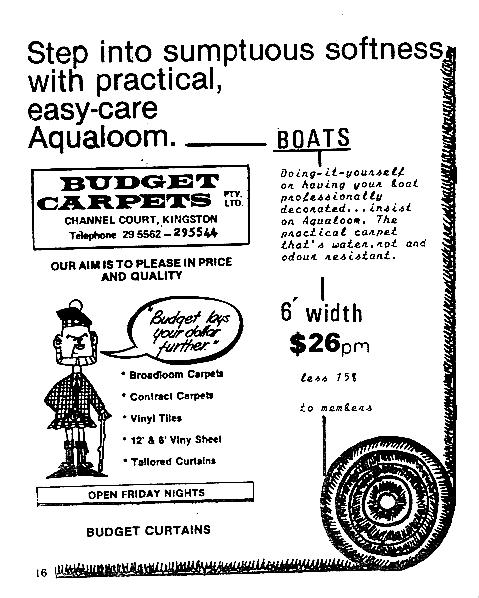 Step into sumptuous softness
with practical,
easy-care
Aqualoom.
BOATS
Doing-it-yourself
or having your boat
professionally
decorated...insist
on Aqualoom. The
practical carpet
that's water,rot and
odour resistant.
6' width
$26pm
less 15%
to members
BUDGET
CARPETS PTY. LTD.
CHANNEL COURT, KINGSTON
Telephone 29 5562 - 295544
OUR AIM IS TO PLEASE IN PRICE
AND QUALITY
"Budget lays
your dollar
further."
* Broadloom Carpets
* Contract Carpets
* Vinyl Tiles
* 12' & 6' Viny Sheet
* Tailored Curtains
OPEN FRIDAY NIGHTS
BUDGET CURTAINS
16